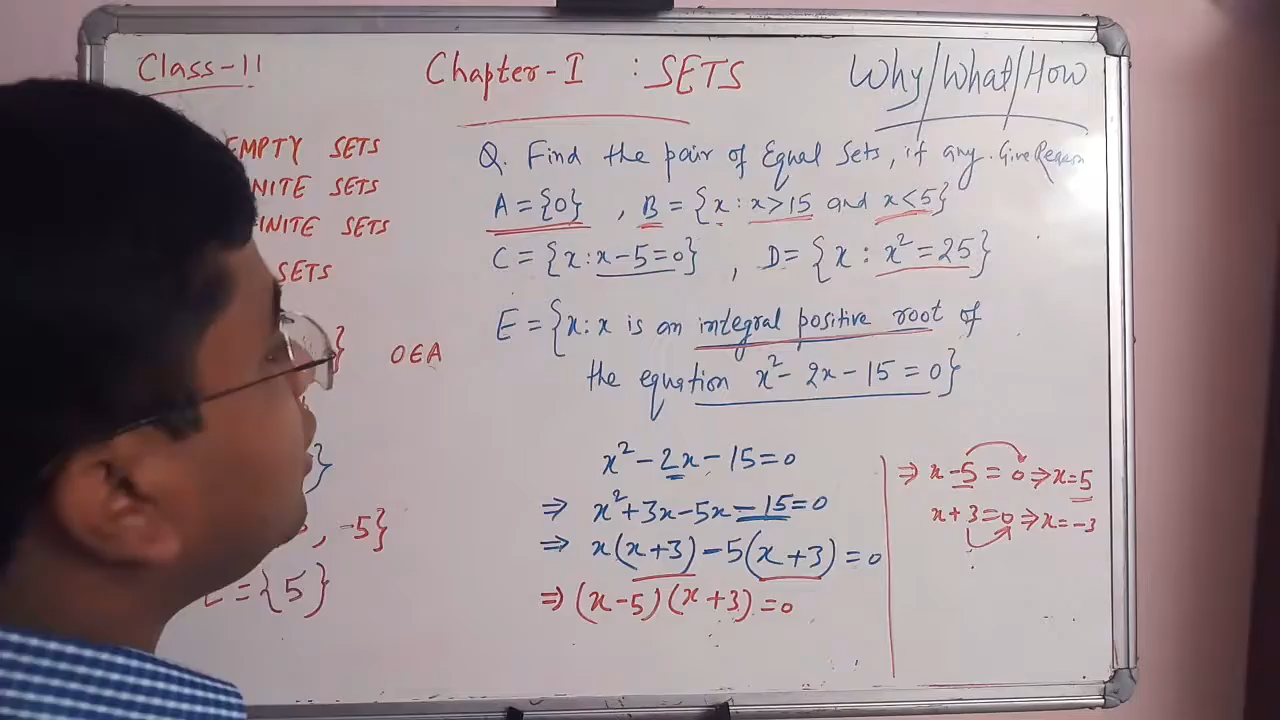 Class-11
Chapter-I : SETS
Why/What/How
EMPTY SETS
SETS
SETS
SETS
} 0∈A
}
, -5}
= {5}
Q. Find the pair of Equal Sets, if any. Give Reason
A = {0} , B = {x : x>15 and x<5}
C = {x : x-5=0} , D = {x : x² = 25}
E = {x : x is an integral positive root of
the equation x² - 2x - 15 = 0}
x² - 2x - 15 = 0
⇒ x² + 3x - 5x - 15 = 0
⇒ x(x+3) - 5(x+3) = 0
⇒ (x-5)(x+3) = 0
⇒ x - 5 = 0 ⇒ x = 5
x + 3 = 0 ⇒ x = -3